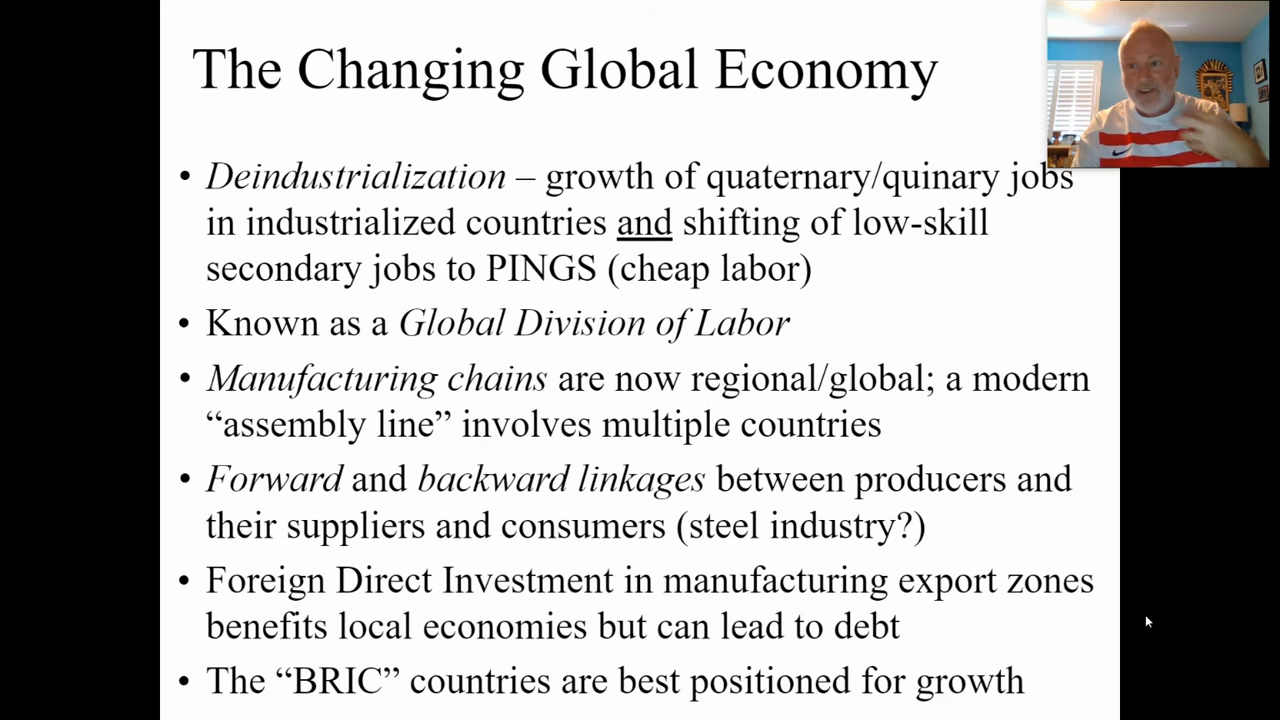 The Changing Global Economy
• Deindustrialization – growth of quaternary/quinary jobs
in industrialized countries and shifting of low-skill
secondary jobs to PINGS (cheap labor)
• Known as a Global Division of Labor
• Manufacturing chains are now regional/global; a modern
“assembly line” involves multiple countries
• Forward and backward linkages between producers and
their suppliers and consumers (steel industry?)
• Foreign Direct Investment in manufacturing export zones
benefits local economies but can lead to debt
• The “BRIC” countries are best positioned for growth